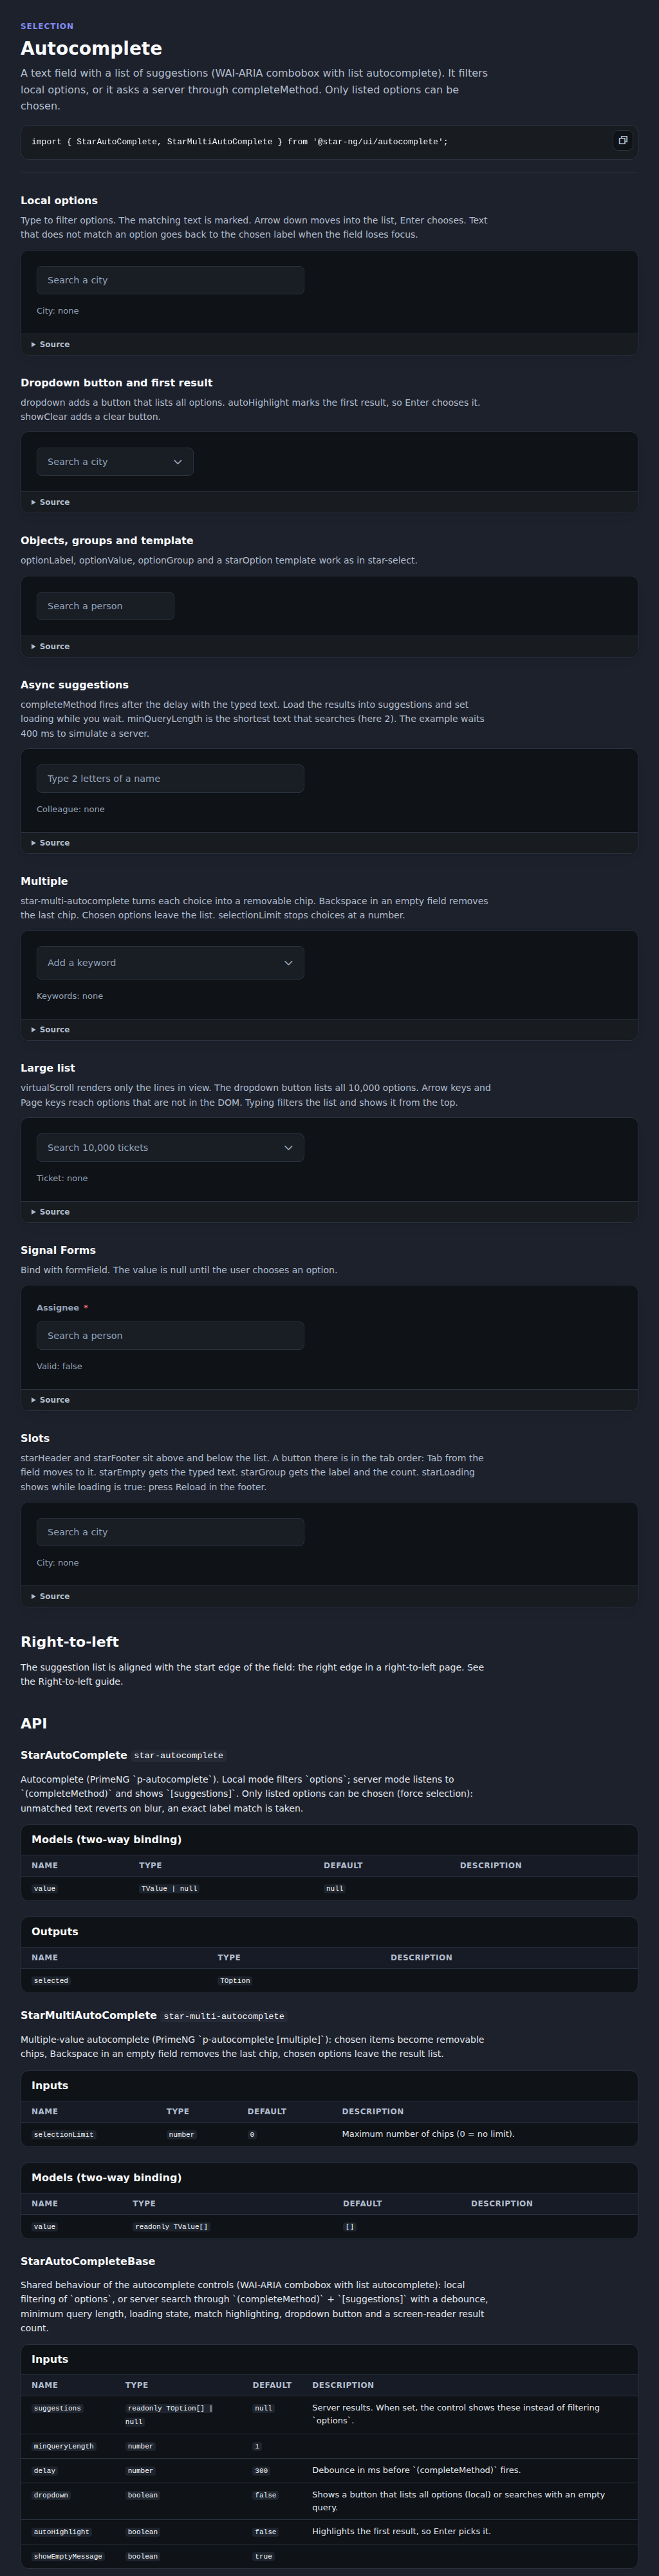 SELECTION
Autocomplete
A text field with a list of suggestions (WAI-ARIA combobox with list autocomplete). It filters
local options, or it asks a server through completeMethod. Only listed options can be
chosen.
import { StarAutoComplete, StarMultiAutoComplete } from '@star-ng/ui/autocomplete';
Local options
Type to filter options. The matching text is marked. Arrow down moves into the list, Enter chooses. Text
that does not match an option goes back to the chosen label when the field loses focus.
Search a city
City: none
Source
Dropdown button and first result
dropdown adds a button that lists all options. autoHighlight marks the first result, so Enter chooses it.
showClear adds a clear button.
Search a city
Source
Objects, groups and template
optionLabel, optionValue, optionGroup and a starOption template work as in star-select.
Search a person
Source
Async suggestions
completeMethod fires after the delay with the typed text. Load the results into suggestions and set
loading while you wait. minQueryLength is the shortest text that searches (here 2). The example waits
400 ms to simulate a server.
Type 2 letters of a name
Colleague: none
Source
Multiple
star-multi-autocomplete turns each choice into a removable chip. Backspace in an empty field removes
the last chip. Chosen options leave the list. selectionLimit stops choices at a number.
Add a keyword
Keywords: none
Source
Large list
virtualScroll renders only the lines in view. The dropdown button lists all 10,000 options. Arrow keys and
Page keys reach options that are not in the DOM. Typing filters the list and shows it from the top.
Search 10,000 tickets
Ticket: none
Source
Signal Forms
Bind with formField. The value is null until the user chooses an option.
Assignee *
Search a person
Valid: false
Source
Slots
starHeader and starFooter sit above and below the list. A button there is in the tab order: Tab from the
field moves to it. starEmpty gets the typed text. starGroup gets the label and the count. starLoading
shows while loading is true: press Reload in the footer.
Search a city
City: none
Source
Right-to-left
The suggestion list is aligned with the start edge of the field: the right edge in a right-to-left page. See
the Right-to-left guide.
API
StarAutoComplete star-autocomplete
Autocomplete (PrimeNG `p-autocomplete`). Local mode filters `options`; server mode listens to
`(completeMethod)` and shows `[suggestions]`. Only listed options can be chosen (force selection):
unmatched text reverts on blur, an exact label match is taken.
Models (two-way binding)
NAME TYPE DEFAULT DESCRIPTION
value TValue | null null
Outputs
NAME TYPE DESCRIPTION
selected TOption
StarMultiAutoComplete star-multi-autocomplete
Multiple-value autocomplete (PrimeNG `p-autocomplete [multiple]`): chosen items become removable
chips, Backspace in an empty field removes the last chip, chosen options leave the result list.
Inputs
NAME TYPE DEFAULT DESCRIPTION
selectionLimit number 0 Maximum number of chips (0 = no limit).
Models (two-way binding)
NAME TYPE DEFAULT DESCRIPTION
value readonly TValue[] []
StarAutoCompleteBase
Shared behaviour of the autocomplete controls (WAI-ARIA combobox with list autocomplete): local
filtering of `options`, or server search through `(completeMethod)` + `[suggestions]` with a debounce,
minimum query length, loading state, match highlighting, dropdown button and a screen-reader result
count.
Inputs
NAME TYPE DEFAULT DESCRIPTION
suggestions readonly TOption[] | null null Server results. When set, the control shows these instead of filtering
`options`.
minQueryLength number 1
delay number 300 Debounce in ms before `(completeMethod)` fires.
dropdown boolean false Shows a button that lists all options (local) or searches with an empty
query.
autoHighlight boolean false Highlights the first result, so Enter picks it.
showEmptyMessage boolean true